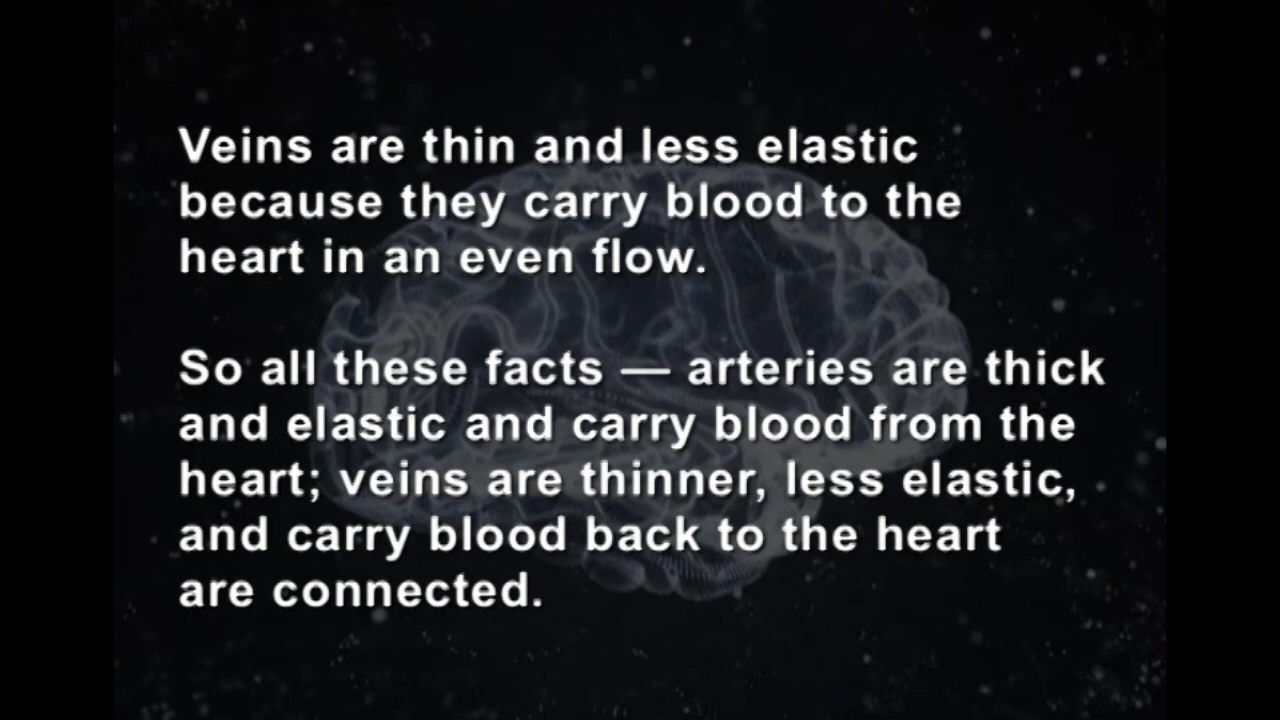 Veins are thin and less elastic
because they carry blood to the
heart in an even flow.
So all these facts — arteries are thick
and elastic and carry blood from the
heart; veins are thinner, less elastic,
and carry blood back to the heart
are connected.